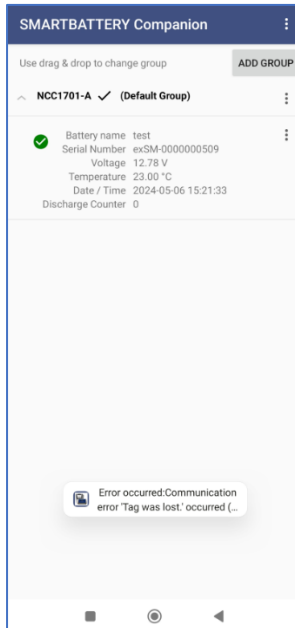 SMARTBATTERY Companion
Use drag & drop to change group
ADD GROUP
NCC1701-A (Default Group)
Battery name test
Serial Number exSM-0000000509
Voltage 12.78 V
Temperature 23.00 °C
Date / Time 2024-05-06 15:21:33
Discharge Counter 0
Error occurred:Communication
error 'Tag was lost.' occurred (...